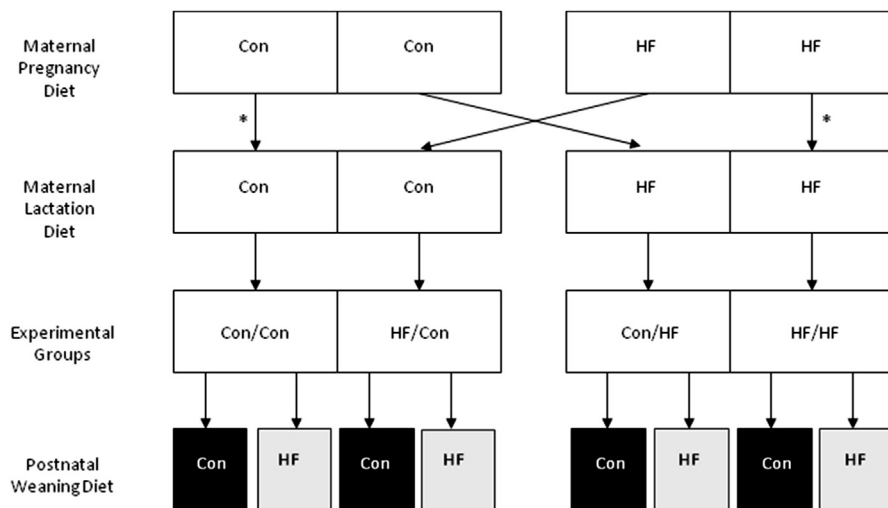 Maternal
Pregnancy
Diet
Con
Con
HF
HF
*
*
Maternal
Lactation
Diet
Con
Con
HF
HF
Experimental
Groups
Con/Con
HF/Con
Con/HF
HF/HF
Postnatal
Weaning Diet
Con
HF
Con
HF
Con
HF
Con
HF